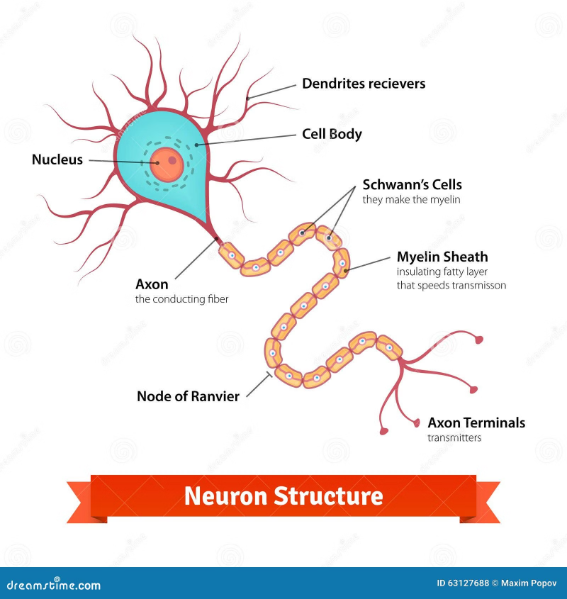 Dendrites recievers
Cell Body
Nucleus
Schwann's Cells
they make the myelin
Myelin Sheath
insulating fatty layer
that speeds transmisson
Axon
the conducting fiber
Node of Ranvier
Axon Terminals
transmitters
Neuron Structure
dreamstime.com
ID 63127688 © Maxim Popov